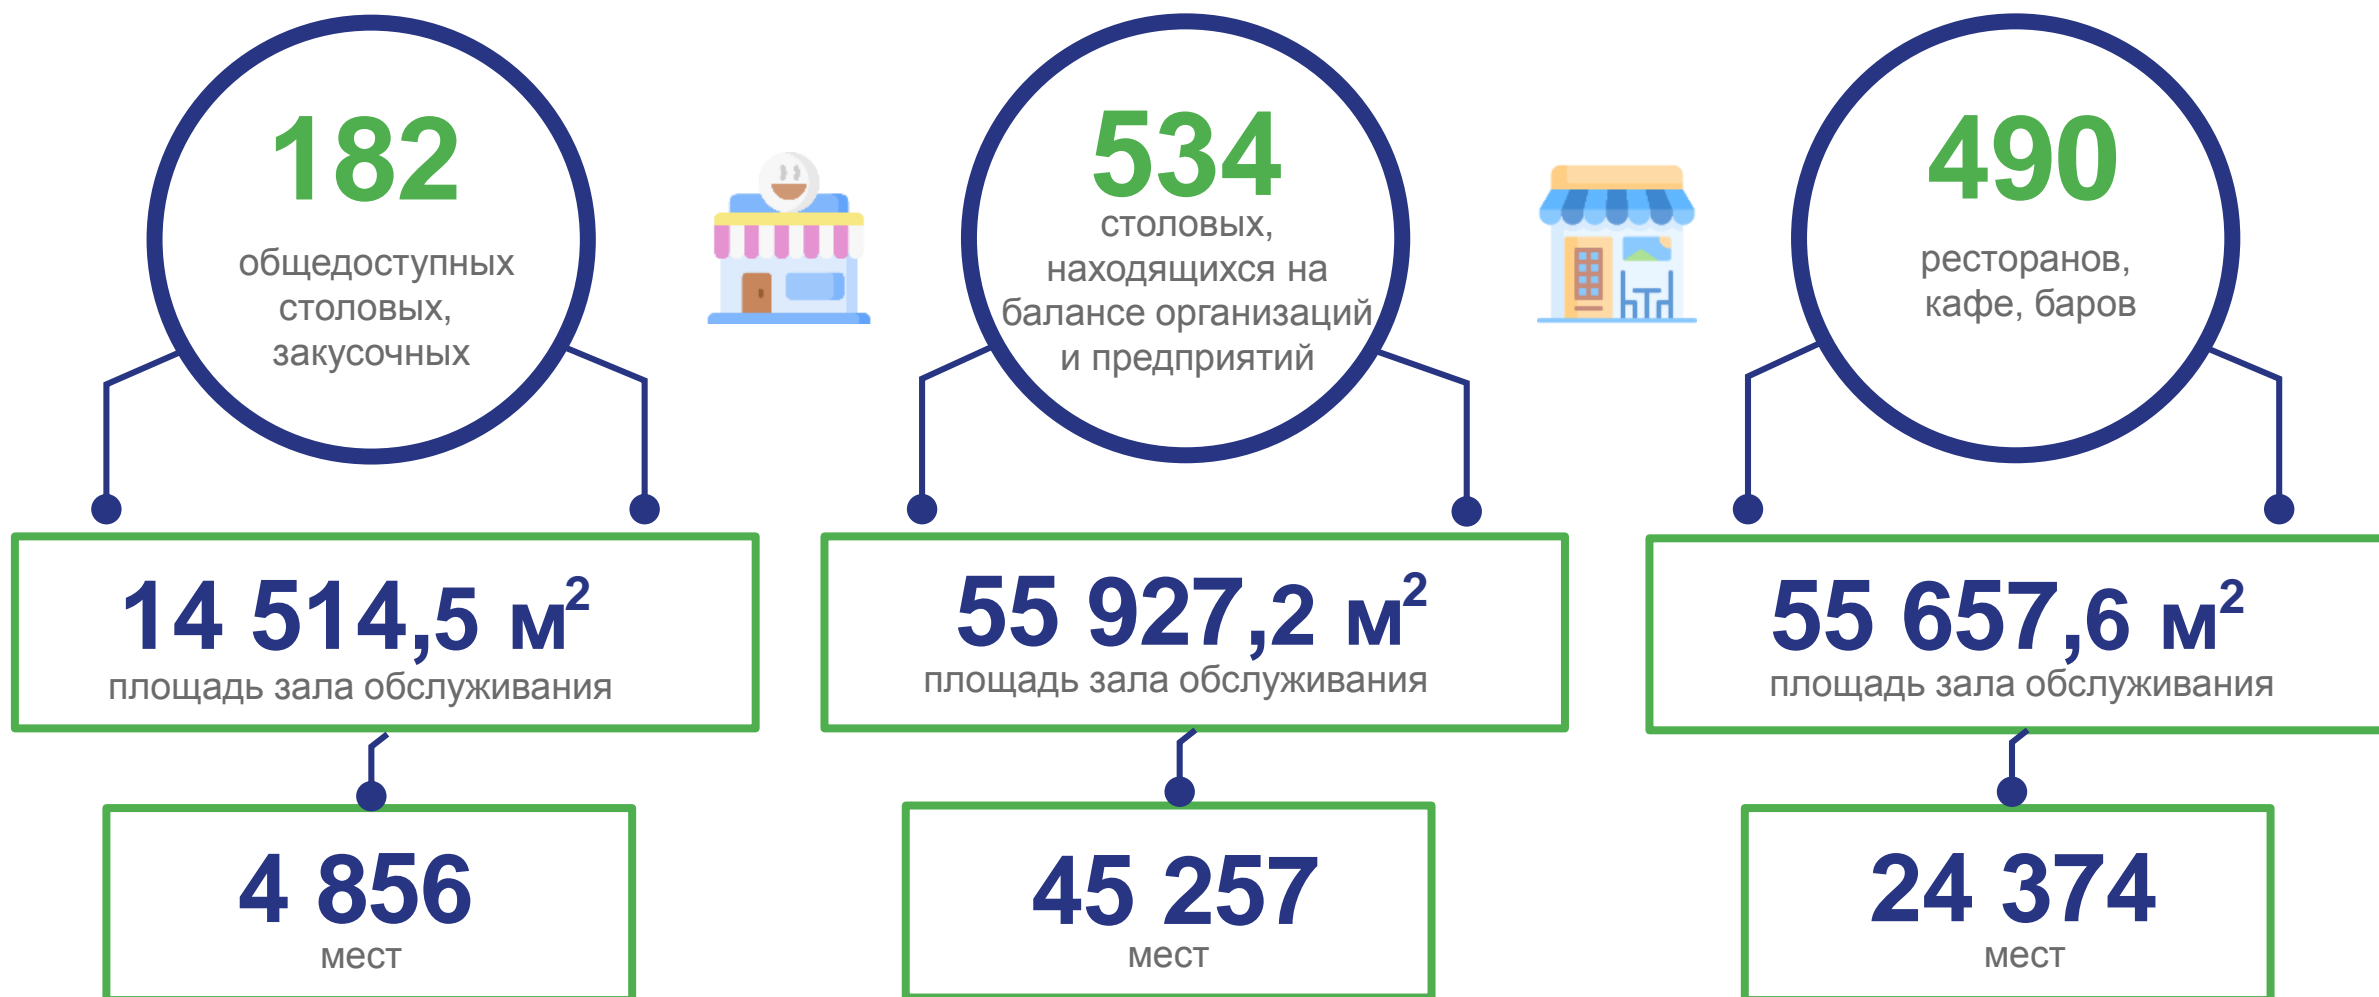 182
общедоступных
столовых,
закусочных
14 514,5 м²
площадь зала обслуживания
4 856
мест
534
столовых,
находящихся на
балансе организаций
и предприятий
55 927,2 м²
площадь зала обслуживания
45 257
мест
490
ресторанов,
кафе, баров
55 657,6 м²
площадь зала обслуживания
24 374
мест